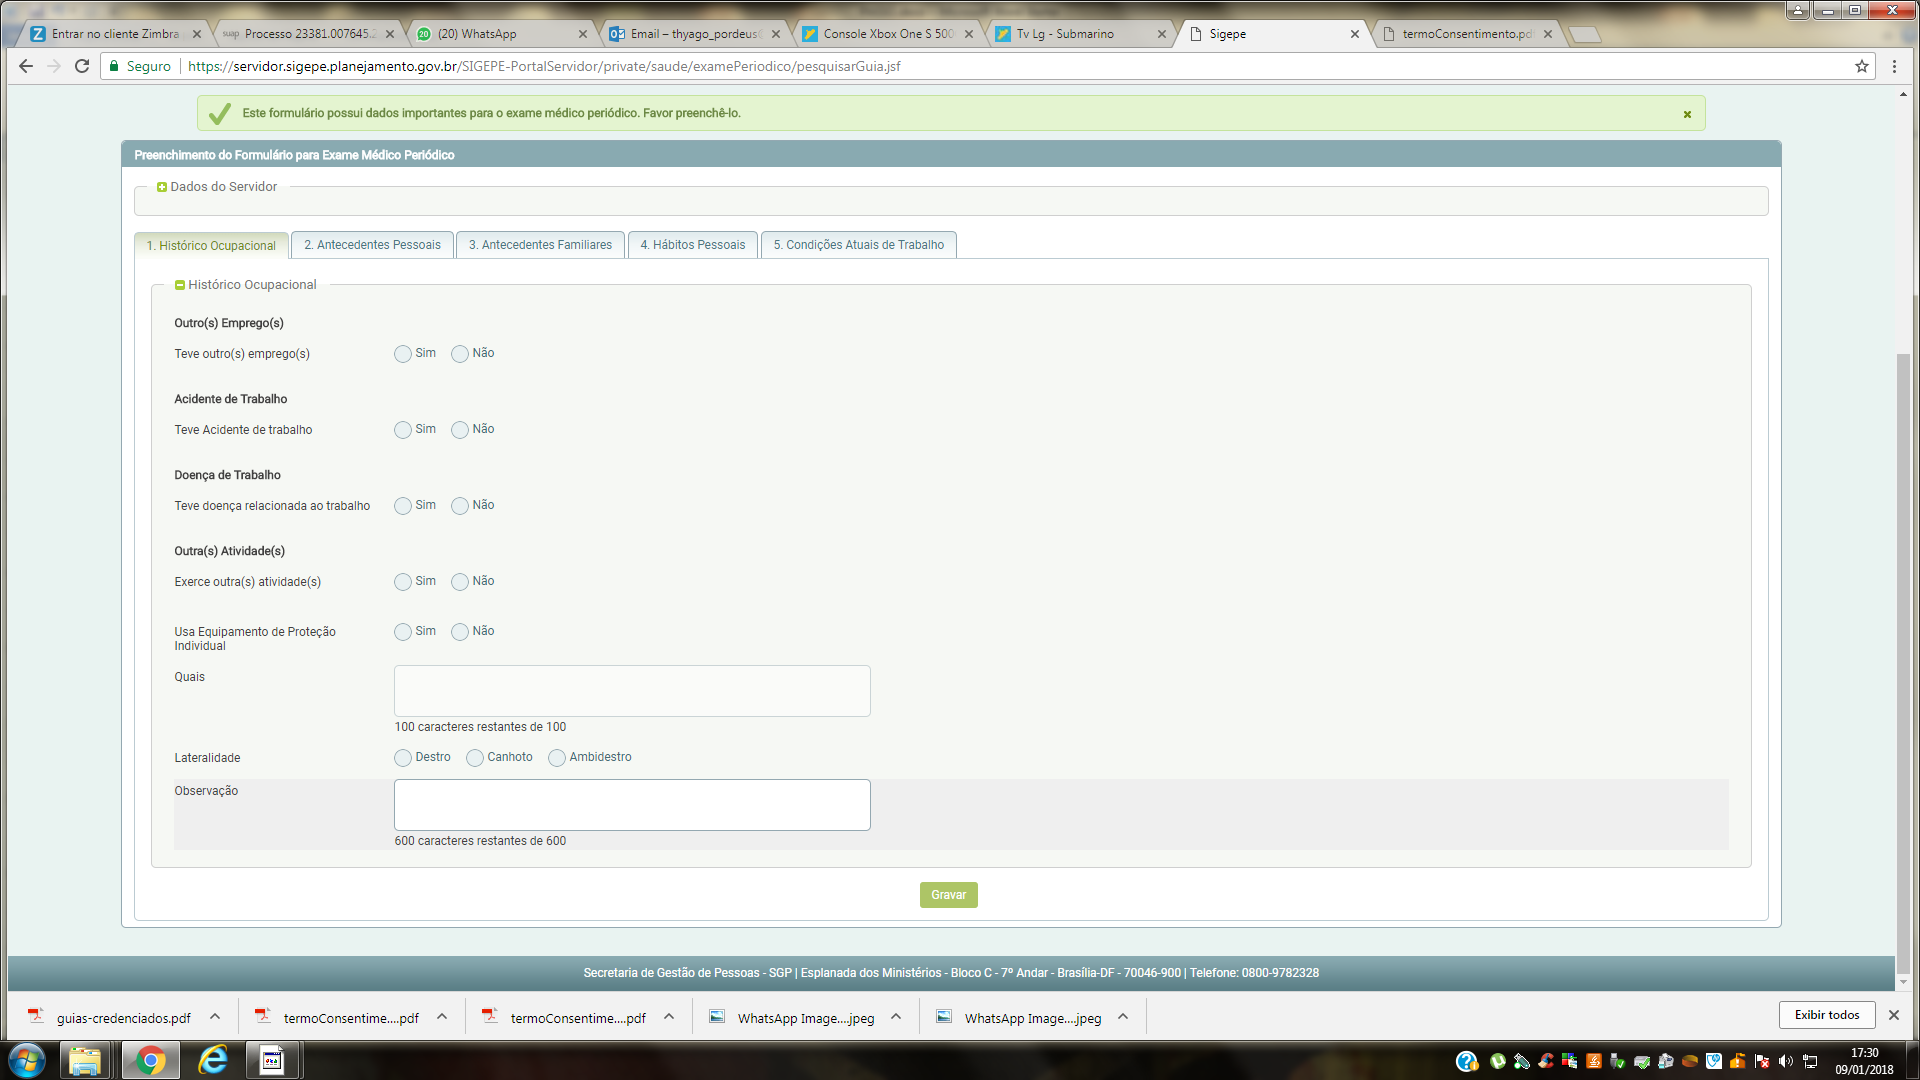 Entrar no cliente Zimbra
suap Processo 23381.007645.2
20 (20) WhatsApp
Email – thyago_pordeus@
Console Xbox One S 500
Tv Lg - Submarino
Sigepe
termoConsentimento.pdf
Seguro https://servidor.sigepe.planejamento.gov.br/SIGEPE-PortalServidor/private/saude/examePeriodico/pesquisarGuia.jsf
Este formulário possui dados importantes para o exame médico periódico. Favor preenchê-lo.
Preenchimento do Formulário para Exame Médico Periódico
Dados do Servidor
1. Histórico Ocupacional
2. Antecedentes Pessoais
3. Antecedentes Familiares
4. Hábitos Pessoais
5. Condições Atuais de Trabalho
Histórico Ocupacional
Outro(s) Emprego(s)
Teve outro(s) emprego(s) Sim Não
Acidente de Trabalho
Teve Acidente de trabalho Sim Não
Doença de Trabalho
Teve doença relacionada ao trabalho Sim Não
Outra(s) Atividade(s)
Exerce outra(s) atividade(s) Sim Não
Usa Equipamento de Proteção Sim Não
Individual
Quais
100 caracteres restantes de 100
Lateralidade Destro Canhoto Ambidestro
Observação
600 caracteres restantes de 600
Gravar
Secretaria de Gestão de Pessoas - SGP | Esplanada dos Ministérios - Bloco C - 7º Andar - Brasília-DF - 70046-900 | Telefone: 0800-9782328
guias-credenciados.pdf
termoConsentime....pdf
termoConsentime....pdf
WhatsApp Image....jpeg
WhatsApp Image....jpeg
Exibir todos
17:30
09/01/2018